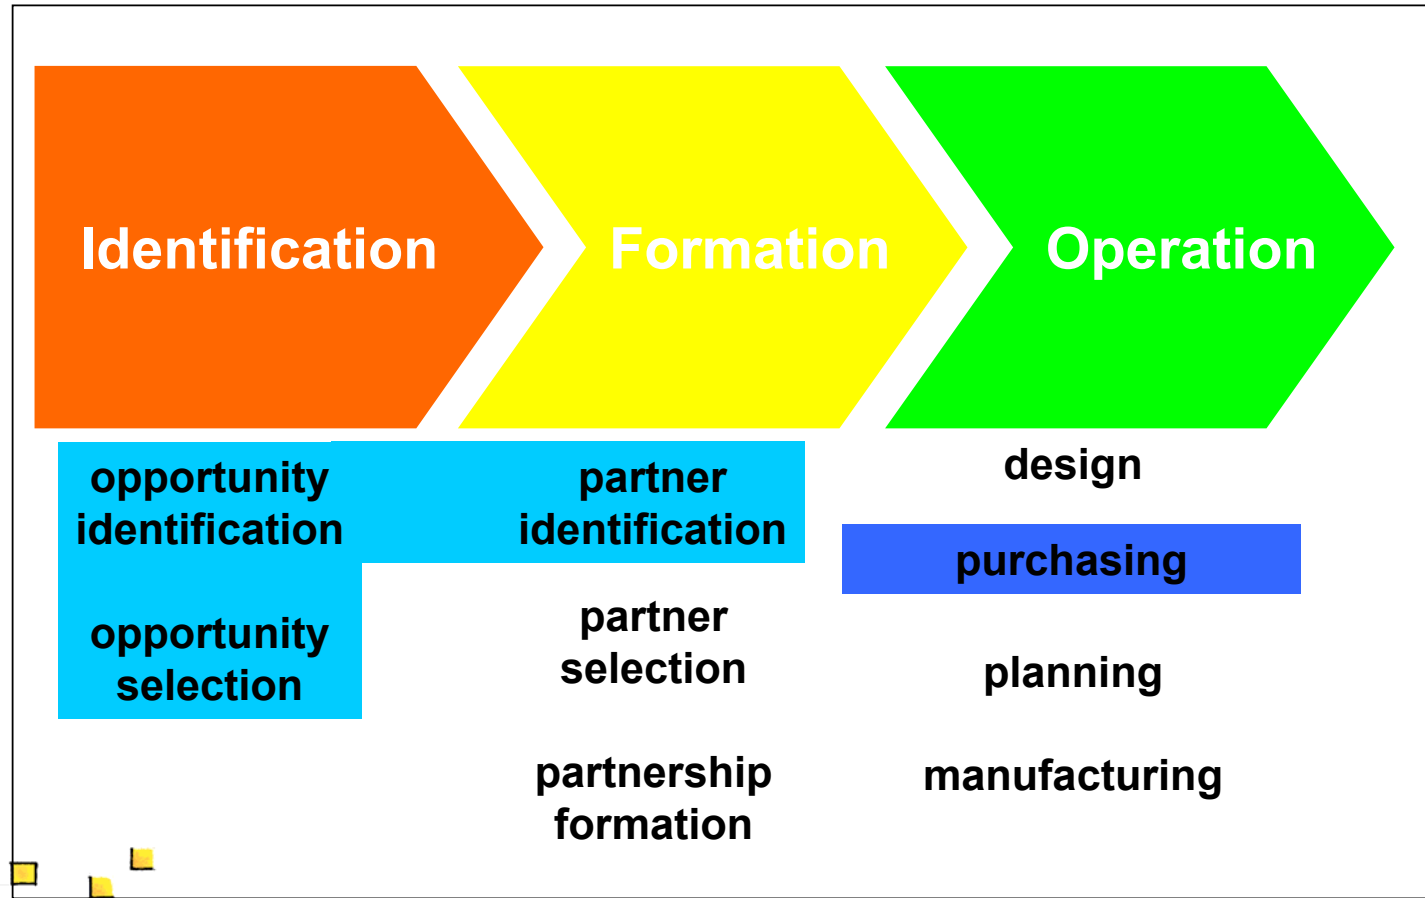 Identification
Formation
Operation
opportunity
identification
opportunity
selection
partner
identification
partner
selection
partnership
formation
design
purchasing
planning
manufacturing